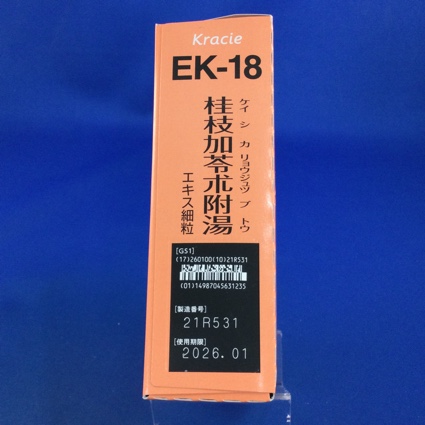 Kracie
EK-18
桂枝加苓朮附湯
ケイ シ カ リョウジュツ ブ トウ
エキス細粒
[GS1]
(17)260100(10)21R531
(01)14987045631235
[製造番号]
21R531
[使用期限]
2026.01